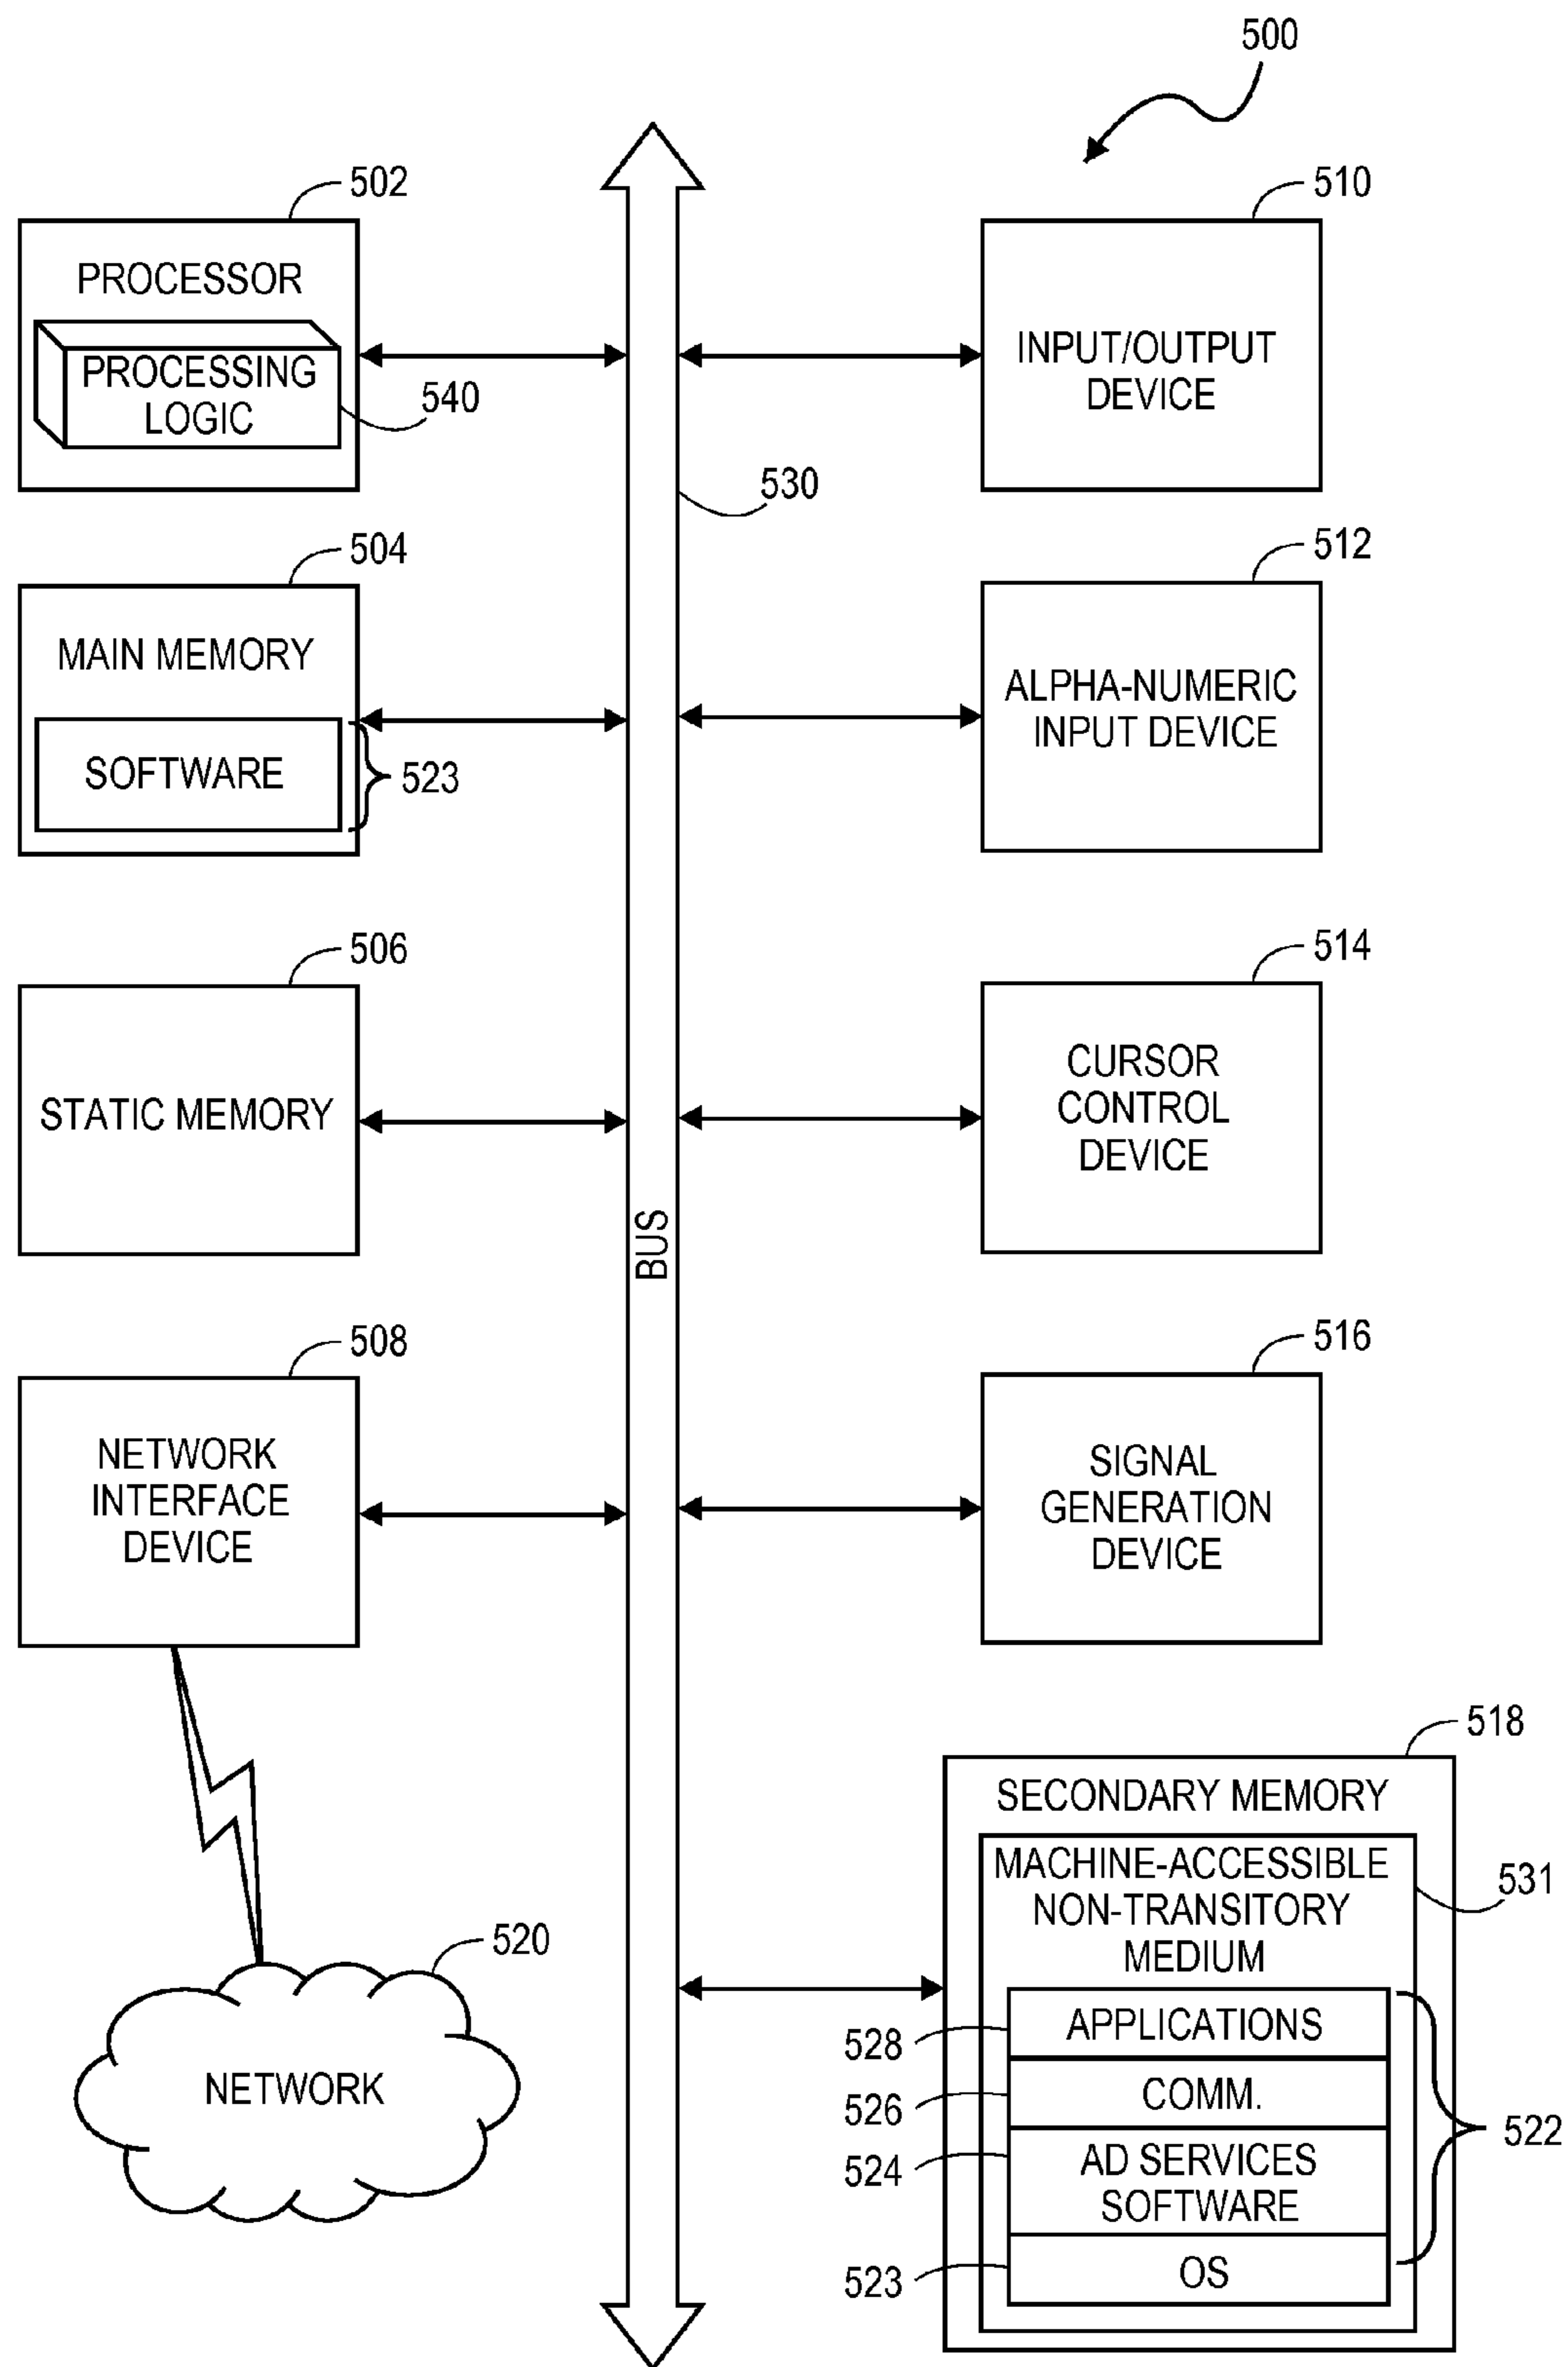 500
502
PROCESSOR
PROCESSING
LOGIC
540
510
INPUT/OUTPUT
DEVICE
530
504
MAIN MEMORY
SOFTWARE
523
512
ALPHA-NUMERIC
INPUT DEVICE
506
STATIC MEMORY
514
CURSOR
CONTROL
DEVICE
BUS
508
NETWORK
INTERFACE
DEVICE
516
SIGNAL
GENERATION
DEVICE
520
NETWORK
518
SECONDARY MEMORY
MACHINE-ACCESSIBLE
NON-TRANSITORY
MEDIUM
531
528
APPLICATIONS
526
COMM.
522
524
AD SERVICES
SOFTWARE
523
OS